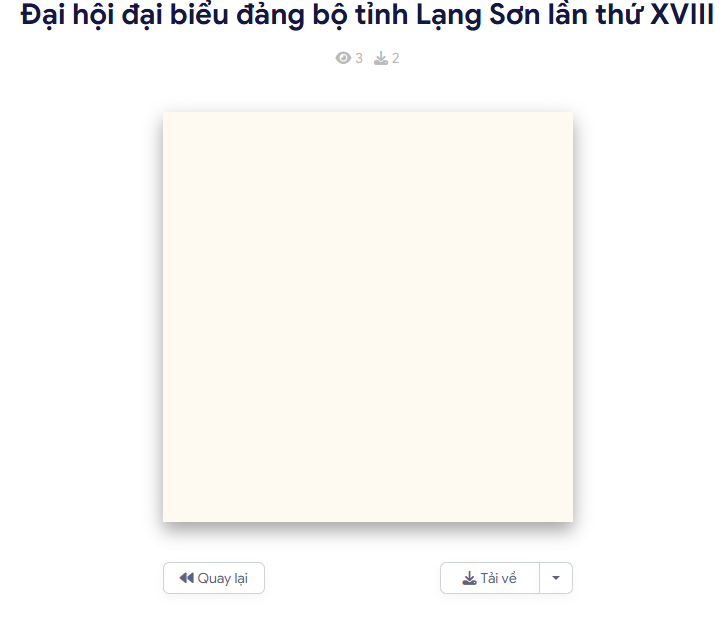 Đại hội đại biểu đảng bộ tỉnh Lạng Sơn lần thứ XVIII
3 2
Quay lại Tải về